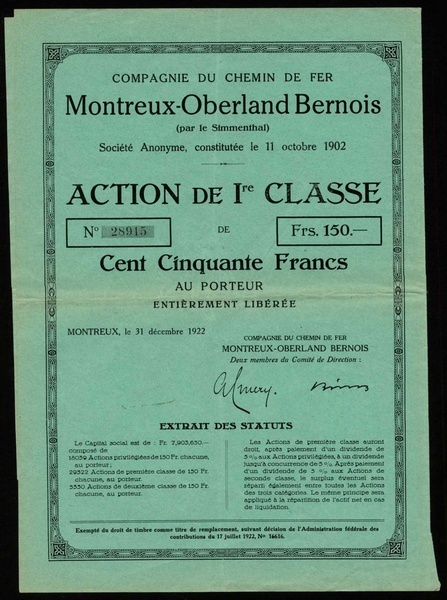 COMPAGNIE DU CHEMIN DE FER
Montreux-Oberland Bernois
(par le Simmenthal)
Société Anonyme, constitutée le 11 octobre 1902
ACTION DE Ire CLASSE
No 28915
DE
Frs. 150.—
Cent Cinquante Francs
AU PORTEUR
ENTIÈREMENT LIBÉRÉE
MONTREUX, le 31 décembre 1922
COMPAGNIE DU CHEMIN DE FER
MONTREUX-OBERLAND BERNOIS
Deux membres du Comité de Direction :
EXTRAIT DES STATUTS
Le Capital social est de : Fr. 7,903,650.—
composé de
18039 Actions privilégiées de 150 Fr. chacune,
au porteur;
29322 Actions de première classe de 150 Fr.
chacune, au porteur.
5330 Actions de deuxième classe de 150 Fr.
chacune, au porteur.
Les Actions de première classe auront
droit, après paiement d'un dividende de
5 % aux Actions privilégiées, à un dividende
jusqu'à concurrence de 5 %. Après paiement
d'un dividende de 5 % aux Actions de
seconde classe, le surplus éventuel sera
réparti également entre toutes les Actions
des trois catégories. Le même principe sera
appliqué à la répartition de l'actif net en cas
de liquidation.
Exempté du droit de timbre comme titre de remplacement, suivant décision de l'Administration fédérale des
contributions du 17 juillet 1922, No 16616.